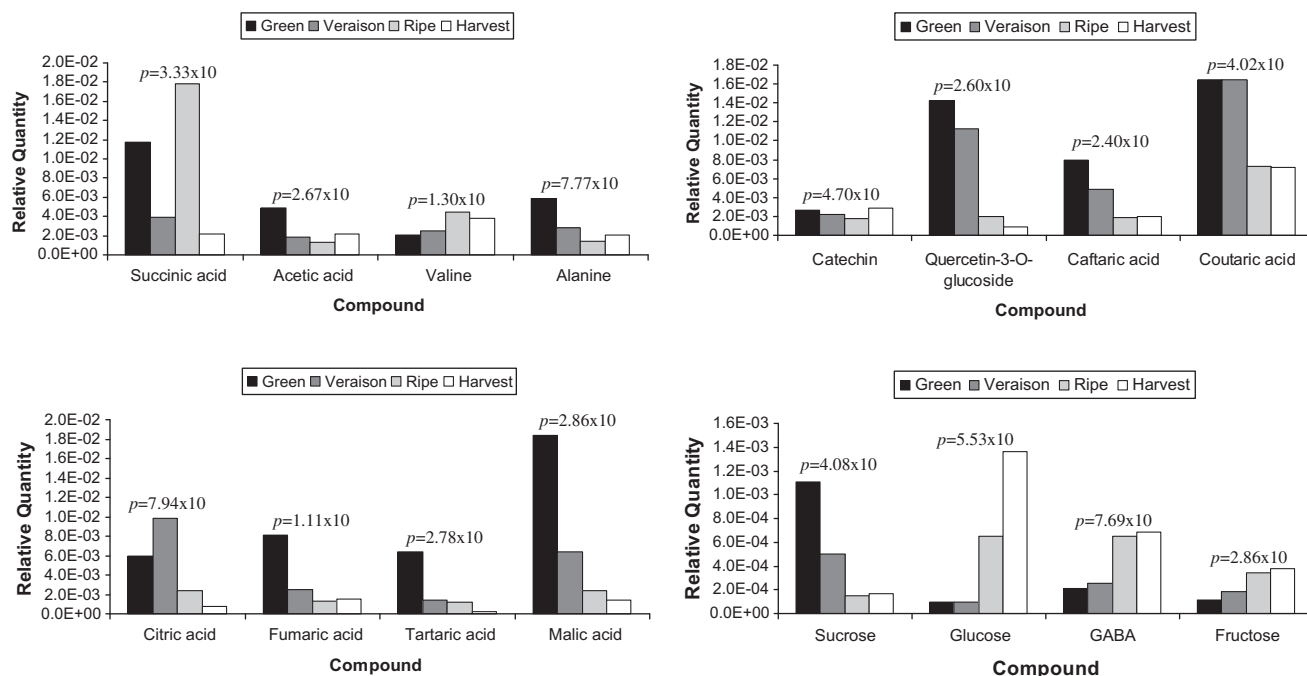 Green Veraison Ripe Harvest
Relative Quantity
2.0E-02
1.8E-02
1.6E-02
1.4E-02
1.2E-02
1.0E-02
8.0E-03
6.0E-03
4.0E-03
2.0E-03
0.0E+00
p=3.33x10
p=2.67x10
p=1.30x10
p=7.77x10
Succinic acid Acetic acid Valine Alanine
Compound
Green Veraison Ripe Harvest
Relative Quantity
1.8E-02
1.6E-02
1.4E-02
1.2E-02
1.0E-02
8.0E-03
6.0E-03
4.0E-03
2.0E-03
0.0E+00
p=4.70x10
p=2.60x10
p=2.40x10
p=4.02x10
Catechin Quercetin-3-O- Caftaric acid Coutaric acid
glucoside
Compound
Green Veraison Ripe Harvest
Relative Quantity
2.0E-02
1.8E-02
1.6E-02
1.4E-02
1.2E-02
1.0E-02
8.0E-03
6.0E-03
4.0E-03
2.0E-03
0.0E+00
p=7.94x10
p=1.11x10
p=2.78x10
p=2.86x10
Citric acid Fumaric acid Tartaric acid Malic acid
Compound
Green Veraison Ripe Harvest
Relative Quantity
1.6E-03
1.4E-03
1.2E-03
1.0E-03
8.0E-04
6.0E-04
4.0E-04
2.0E-04
0.0E+00
p=4.08x10
p=5.53x10
p=7.69x10
p=2.86x10
Sucrose Glucose GABA Fructose
Compound